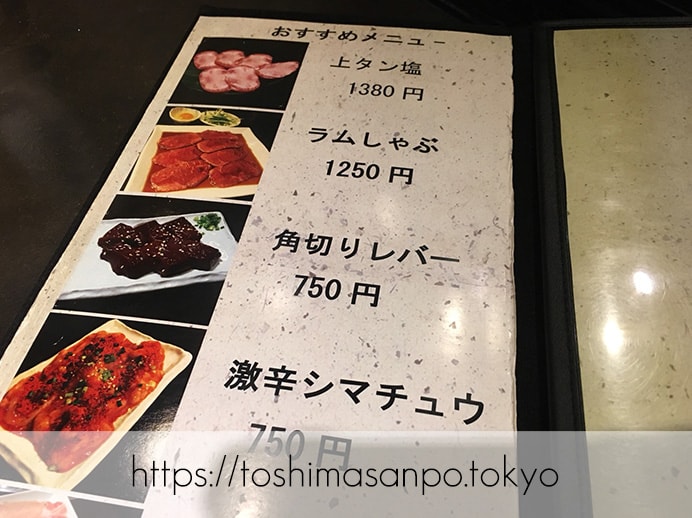 おすすめメニュー
上タン塩
1380 円
ラムしゃぶ
1250 円
角切りレバー
750 円
激辛シマチュウ
750 円
https://toshimasanpo.tokyo